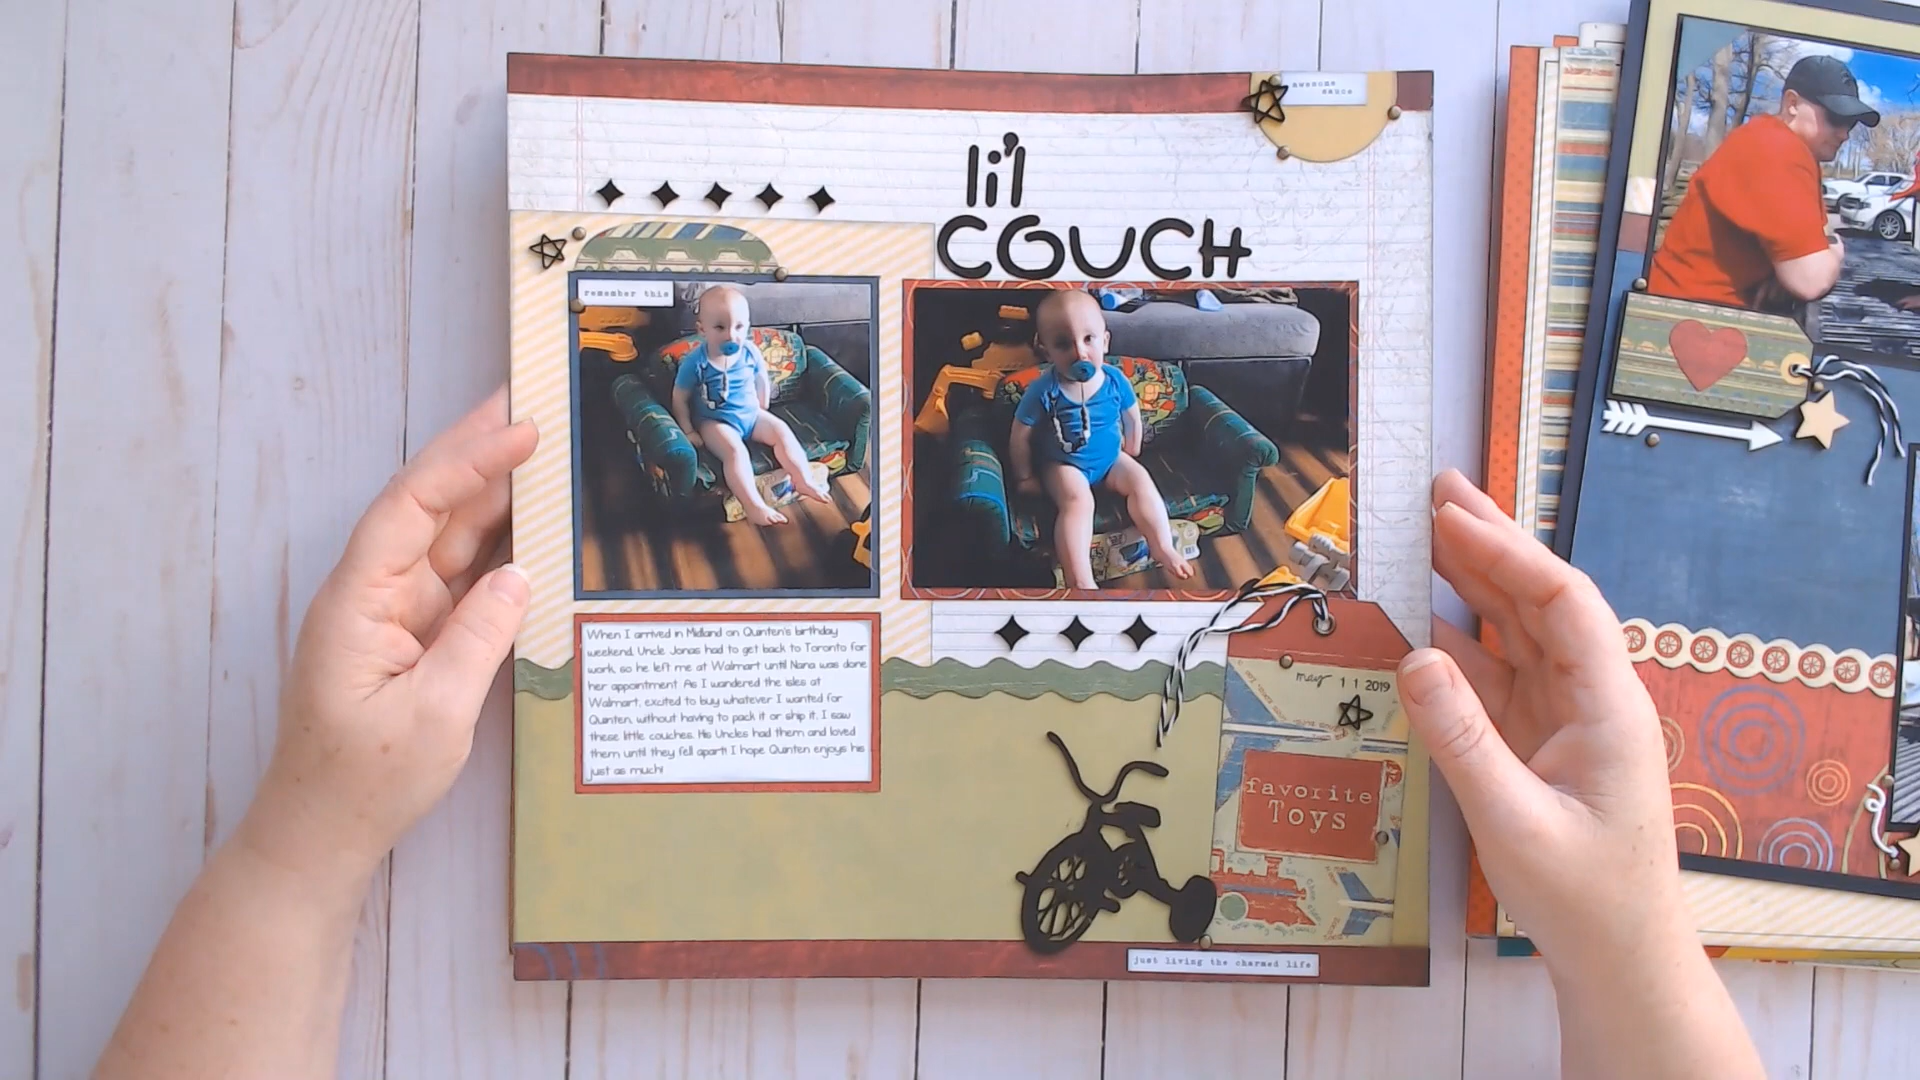 awesome
sauce
li'l
COUCH
remember this
When I arrived in Midland on Quinten's birthday
weekend, Uncle Jonas had to get back to Toronto for
work, so he left me at Walmart until Nana was done
her appointment. As I wandered the isles at
Walmart, excited to buy whatever I wanted for
Quinten, without having to pack it or ship it, I saw
these little couches. His Uncles had them and loved
them until they fell apart! I hope Quinten enjoys his
just as much!
may 11 2019
favorite
Toys
just living the charmed life